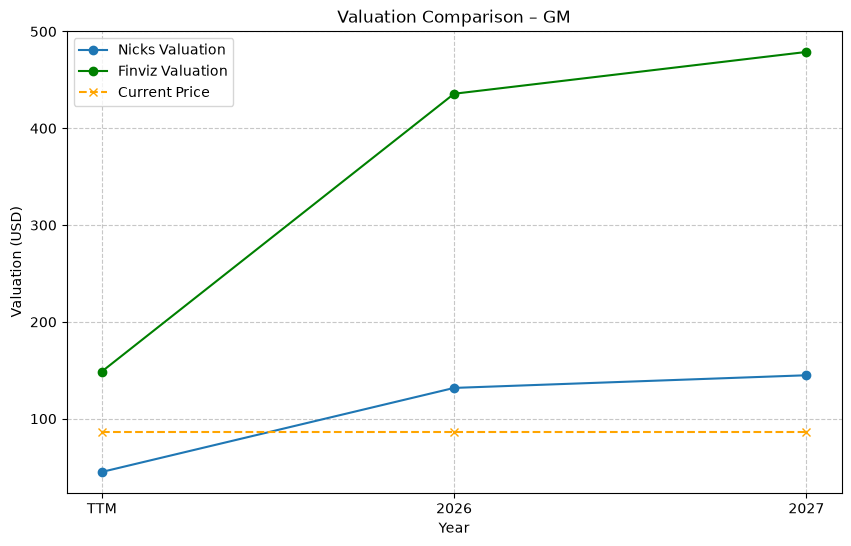 Valuation Comparison – GM
Nicks Valuation
Finviz Valuation
Current Price
500
400
300
200
100
Valuation (USD)
TTM
2026
2027
Year